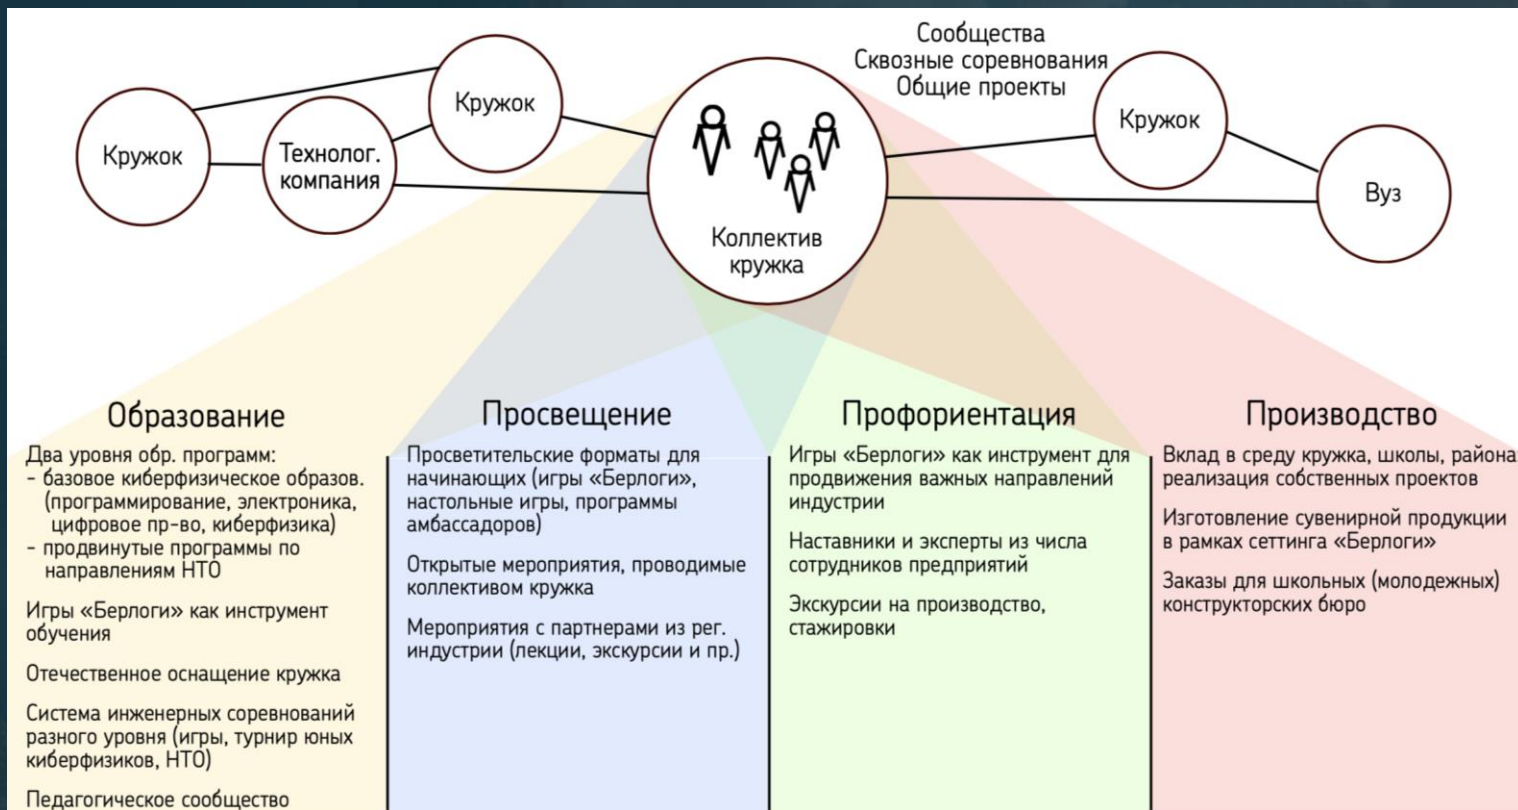 Сообщества
Сквозные соревнования
Общие проекты
Кружок
Технолог.
компания
Кружок
Коллектив
кружка
Кружок
Вуз
Образование
Два уровня обр. программ:
- базовое киберфизическое образов.
(программирование, электроника,
цифровое пр-во, киберфизика)
- продвинутые программы по
направлениям НТО
Игры «Берлоги» как инструмент
обучения
Отечественное оснащение кружка
Система инженерных соревнований
разного уровня (игры, турнир юных
киберфизиков, НТО)
Педагогическое сообщество
Просвещение
Просветительские форматы для
начинающих (игры «Берлоги»,
настольные игры, программы
амбассадоров)
Открытые мероприятия, проводимые
коллективом кружка
Мероприятия с партнерами из рег.
индустрии (лекции, экскурсии и пр.)
Профориентация
Игры «Берлоги» как инструмент для
продвижения важных направлений
индустрии
Наставники и эксперты из числа
сотрудников предприятий
Экскурсии на производство,
стажировки
Производство
Вклад в среду кружка, школы, района:
реализация собственных проектов
Изготовление сувенирной продукции
в рамках сеттинга «Берлоги»
Заказы для школьных (молодежных)
конструкторских бюро